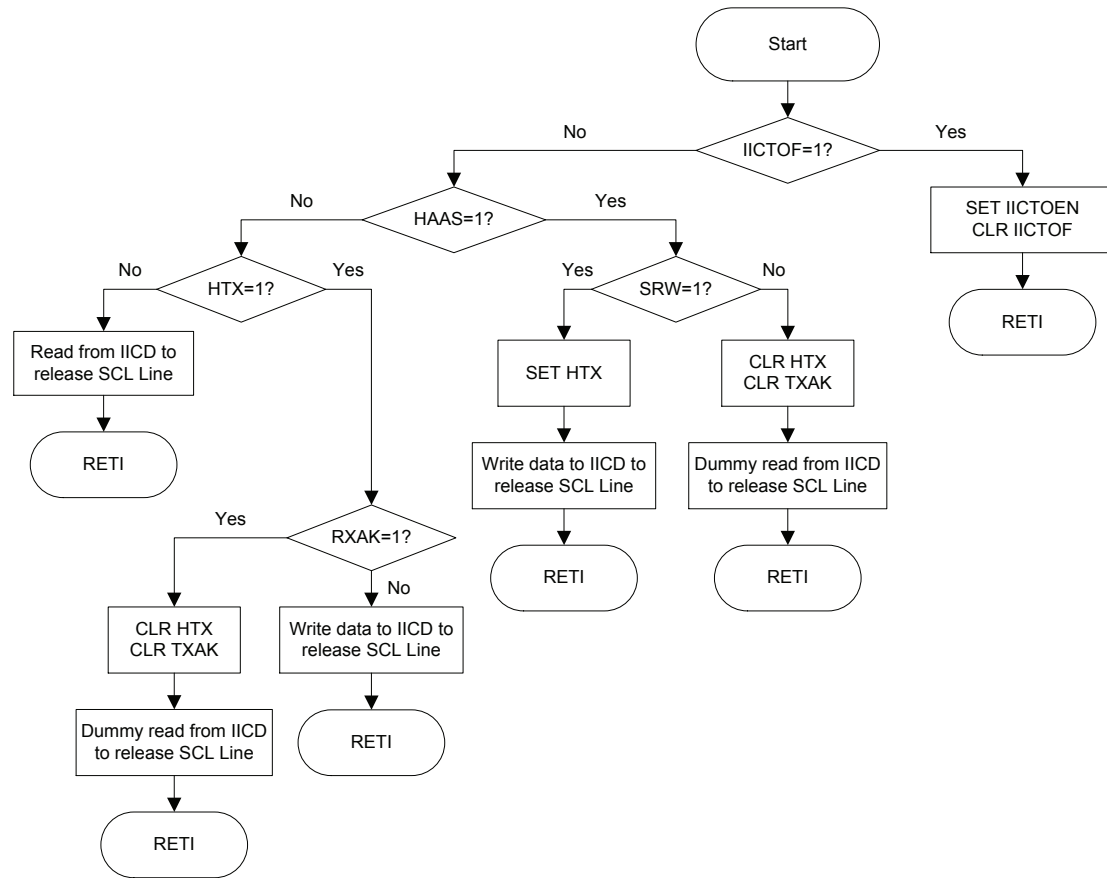 Start
No
Yes
IICTOF=1?
No
HAAS=1?
Yes
SET IICTOEN
CLR IICTOF
No
HTX=1?
Yes
Yes
SRW=1?
No
RETI
Read from IICD to
release SCL Line
SET HTX
CLR HTX
CLR TXAK
RETI
Write data to IICD to
release SCL Line
Dummy read from IICD
to release SCL Line
Yes
RXAK=1?
No
RETI
RETI
CLR HTX
CLR TXAK
Write data to IICD to
release SCL Line
Dummy read from IICD
to release SCL Line
RETI
RETI